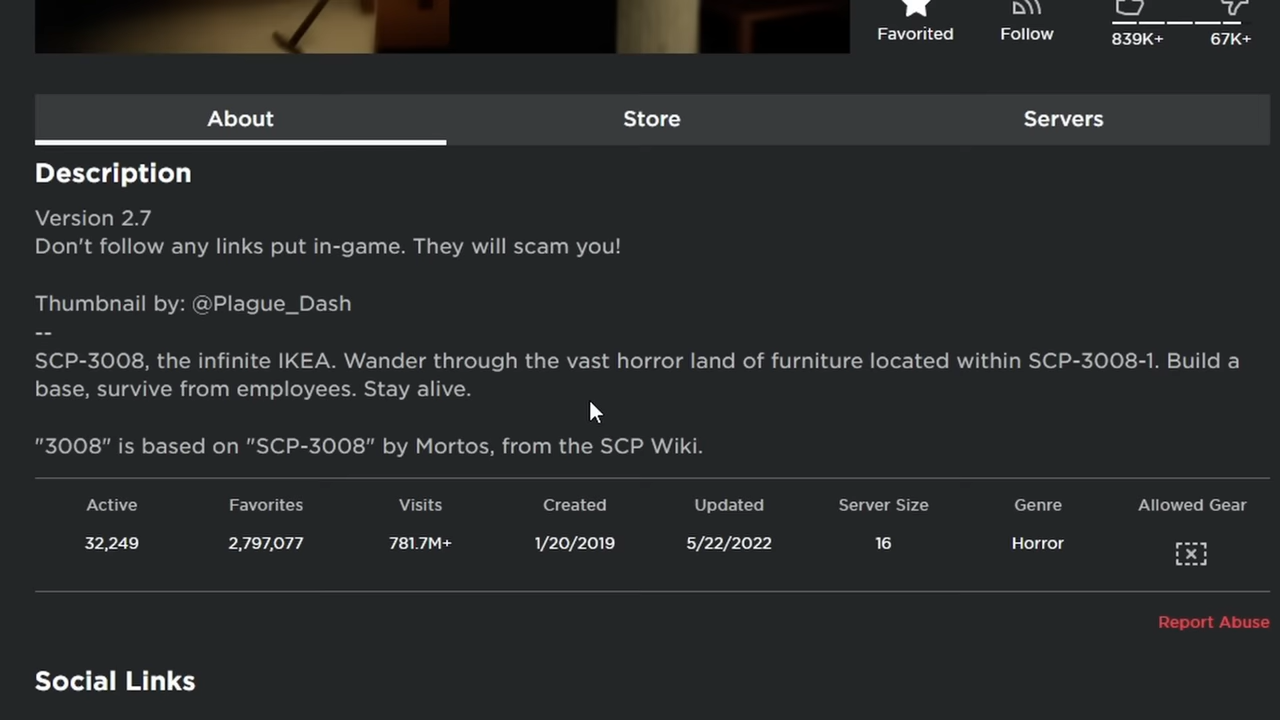 Favorited Follow 839K+ 67K+
About Store Servers
Description
Version 2.7
Don't follow any links put in-game. They will scam you!
Thumbnail by: @Plague_Dash
--
SCP-3008, the infinite IKEA. Wander through the vast horror land of furniture located within SCP-3008-1. Build a
base, survive from employees. Stay alive.
"3008" is based on "SCP-3008" by Mortos, from the SCP Wiki.
Active Favorites Visits Created Updated Server Size Genre Allowed Gear
32,249 2,797,077 781.7M+ 1/20/2019 5/22/2022 16 Horror
Report Abuse
Social Links